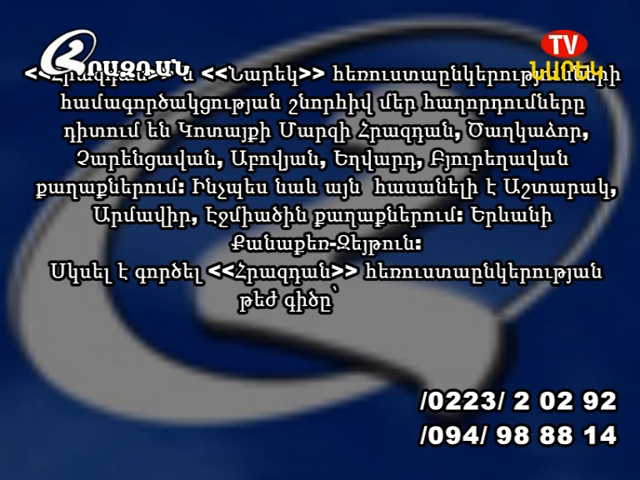 ՀՐԱԶԴԱՆ
TV
ՆԱՐԵԿ
<<Հրազդան>> և <<Նարեկ>> հեռուստաընկերությունների
համագործակցության շնորհիվ մեր հաղորդումները
դիտում են Կոտայքի Մարզի Հրազդան, Ծաղկաձոր,
Չարենցավան, Աբովյան, Եղվարդ, Բյուրեղավան
քաղաքներում: Ինչպես նաև այն հասանելի է Աշտարակ,
Արմավիր, Էջմիածին քաղաքներում: Երևանի
Քանաքեռ-Զեյթուն:
Սկսել է գործել <<Հրազդան>> հեռուստաընկերության
թեժ գիծը՝
/0223/ 2 02 92
/094/ 98 88 14